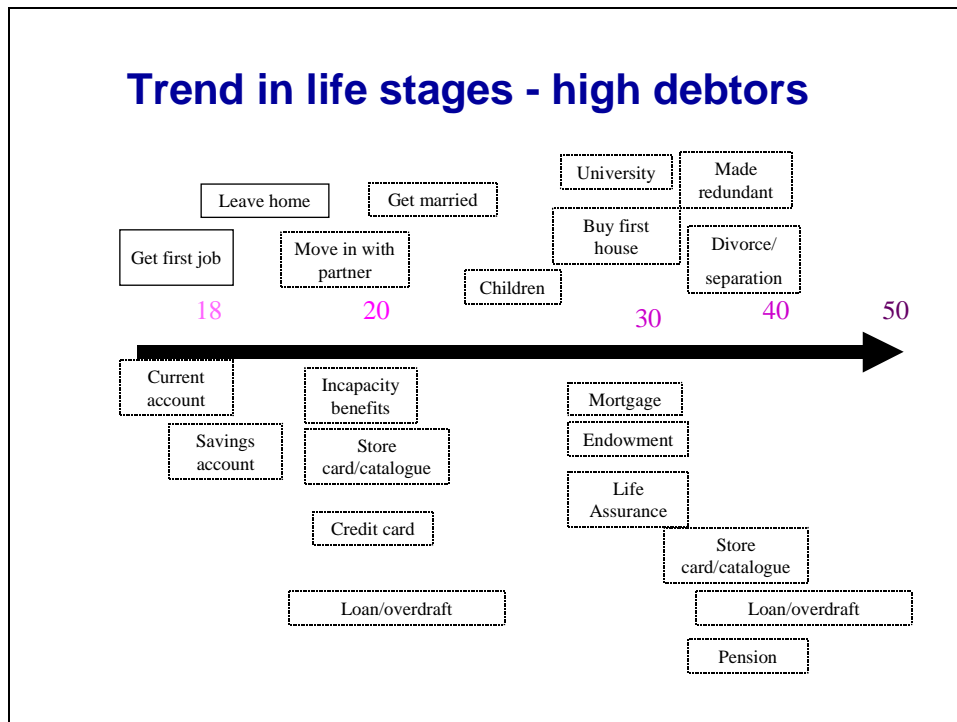 Trend in life stages - high debtors
University
Made
redundant
Leave home
Get married
Buy first
house
Get first job
Move in with
partner
Divorce/
separation
Children
18
20
30
40
50
Current
account
Incapacity
benefits
Mortgage
Savings
account
Store
card/catalogue
Endowment
Life
Assurance
Credit card
Store
card/catalogue
Loan/overdraft
Loan/overdraft
Pension